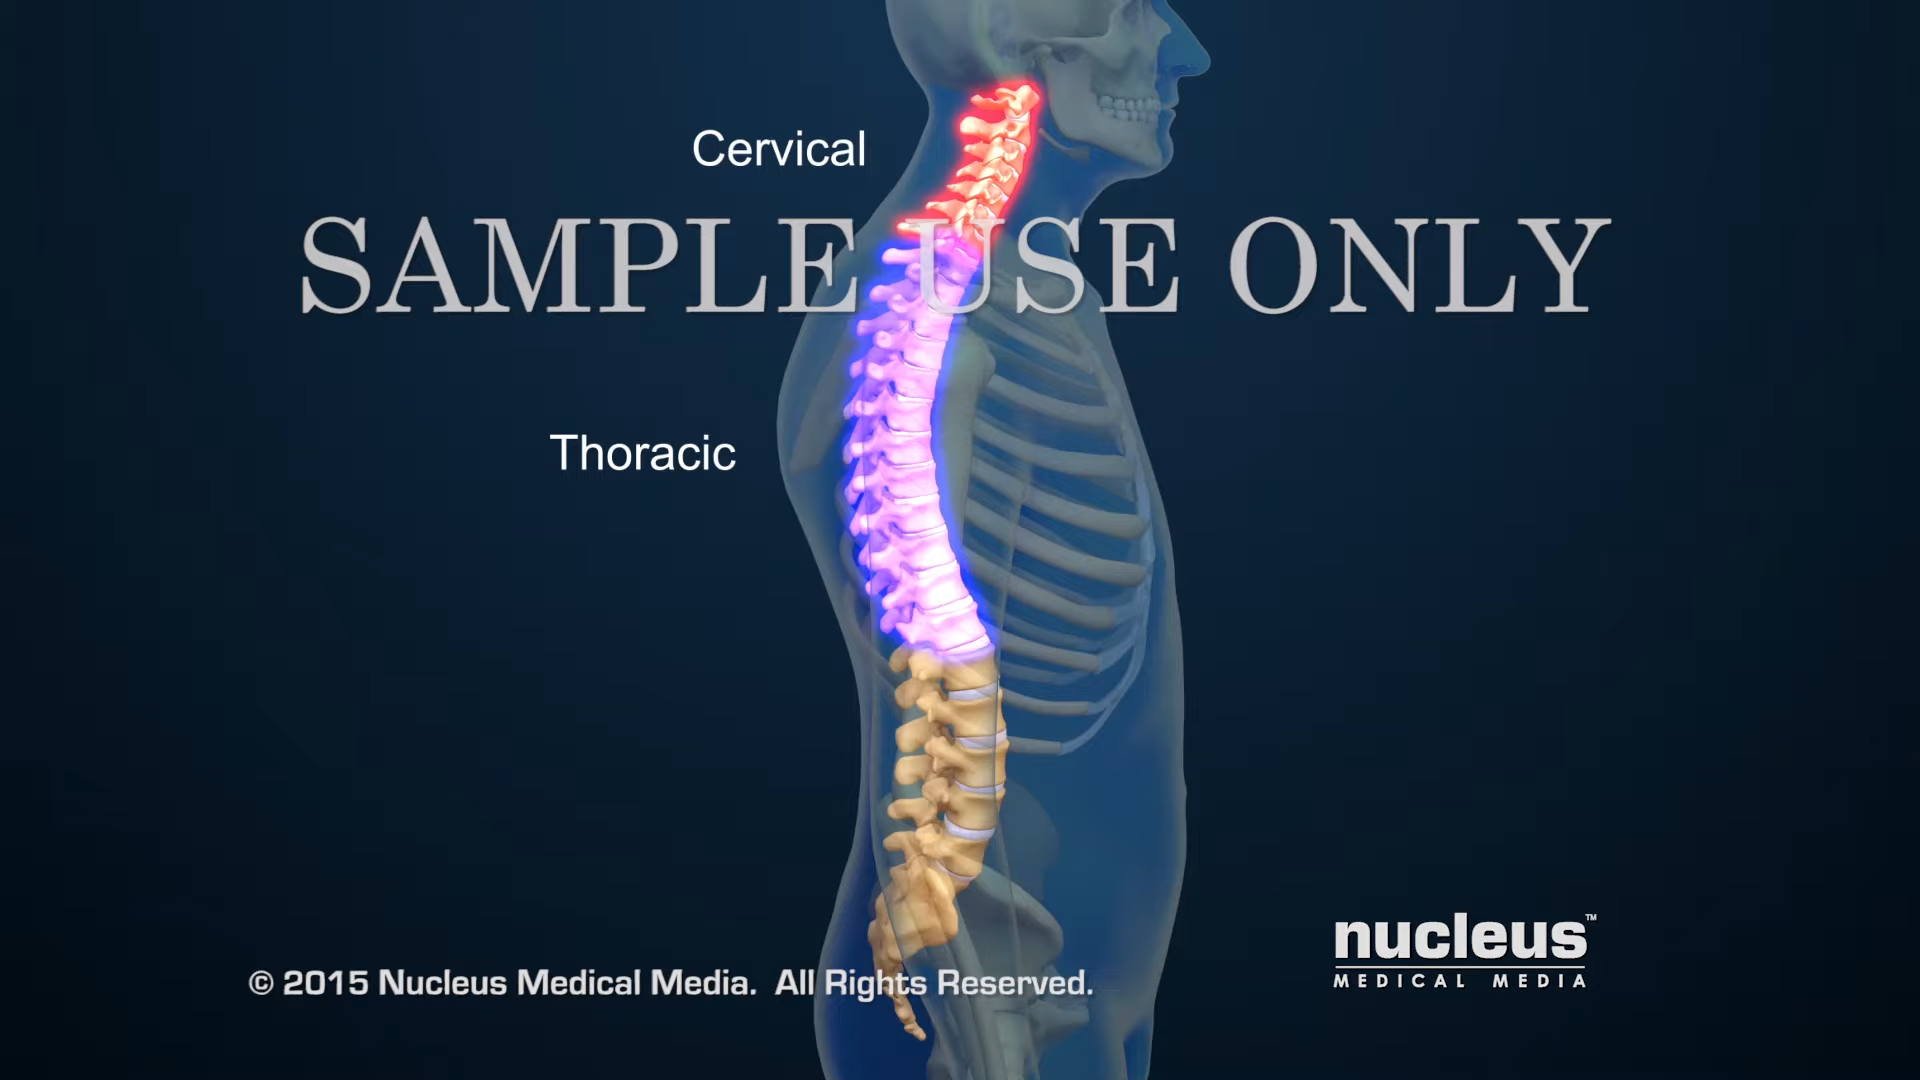 Cervical
SAMPLE USE ONLY
Thoracic
nucleus™
MEDICAL MEDIA
© 2015 Nucleus Medical Media. All Rights Reserved.